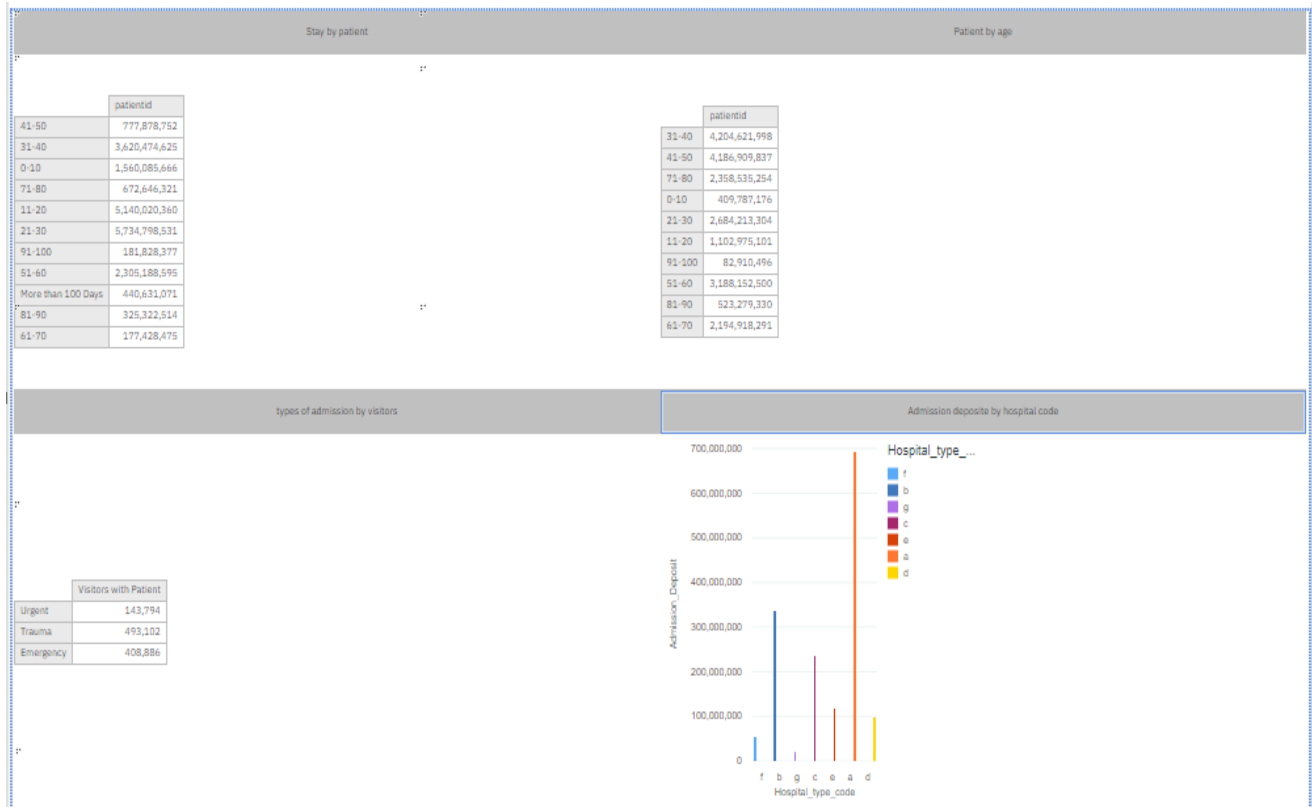 Stay by patient
patientid
41-50 777,878,752
31-40 3,620,474,625
0-10 1,560,085,666
71-80 672,646,321
11-20 5,140,020,360
21-30 5,734,798,531
91-100 181,828,377
51-60 2,305,188,595
More than 100 Days 440,631,071
81-90 325,322,514
61-70 177,428,475
Patient by age
patientid
31-40 4,204,621,998
41-50 4,186,909,837
71-80 2,358,535,254
0-10 409,787,176
21-30 2,684,213,304
11-20 1,102,975,101
91-100 82,910,496
51-60 3,188,152,500
81-90 523,279,330
61-70 2,194,918,291
types of admission by visitors
Visitors with Patient
Urgent 143,794
Trauma 493,102
Emergency 408,886
Admission deposite by hospital code
700,000,000
600,000,000
500,000,000
400,000,000
300,000,000
200,000,000
100,000,000
0
Admission_Deposit
f b g c e a d
Hospital_type_code
Hospital_type_...
f
b
g
c
e
a
d